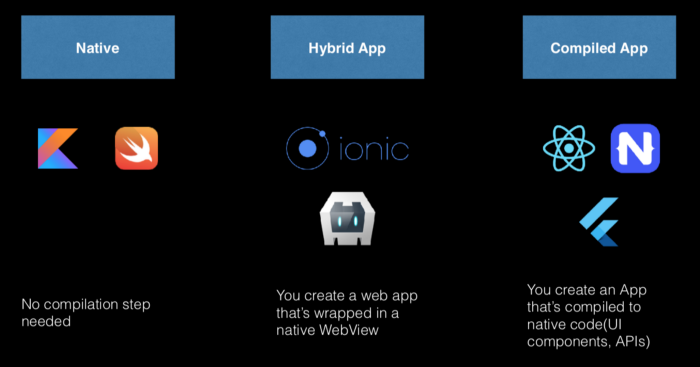 Native
Hybrid App
Compiled App
ionic
N
No compilation step
needed
You create a web app
that's wrapped in a
native WebView
You create an App
that's compiled to
native code(UI
components, APIs)